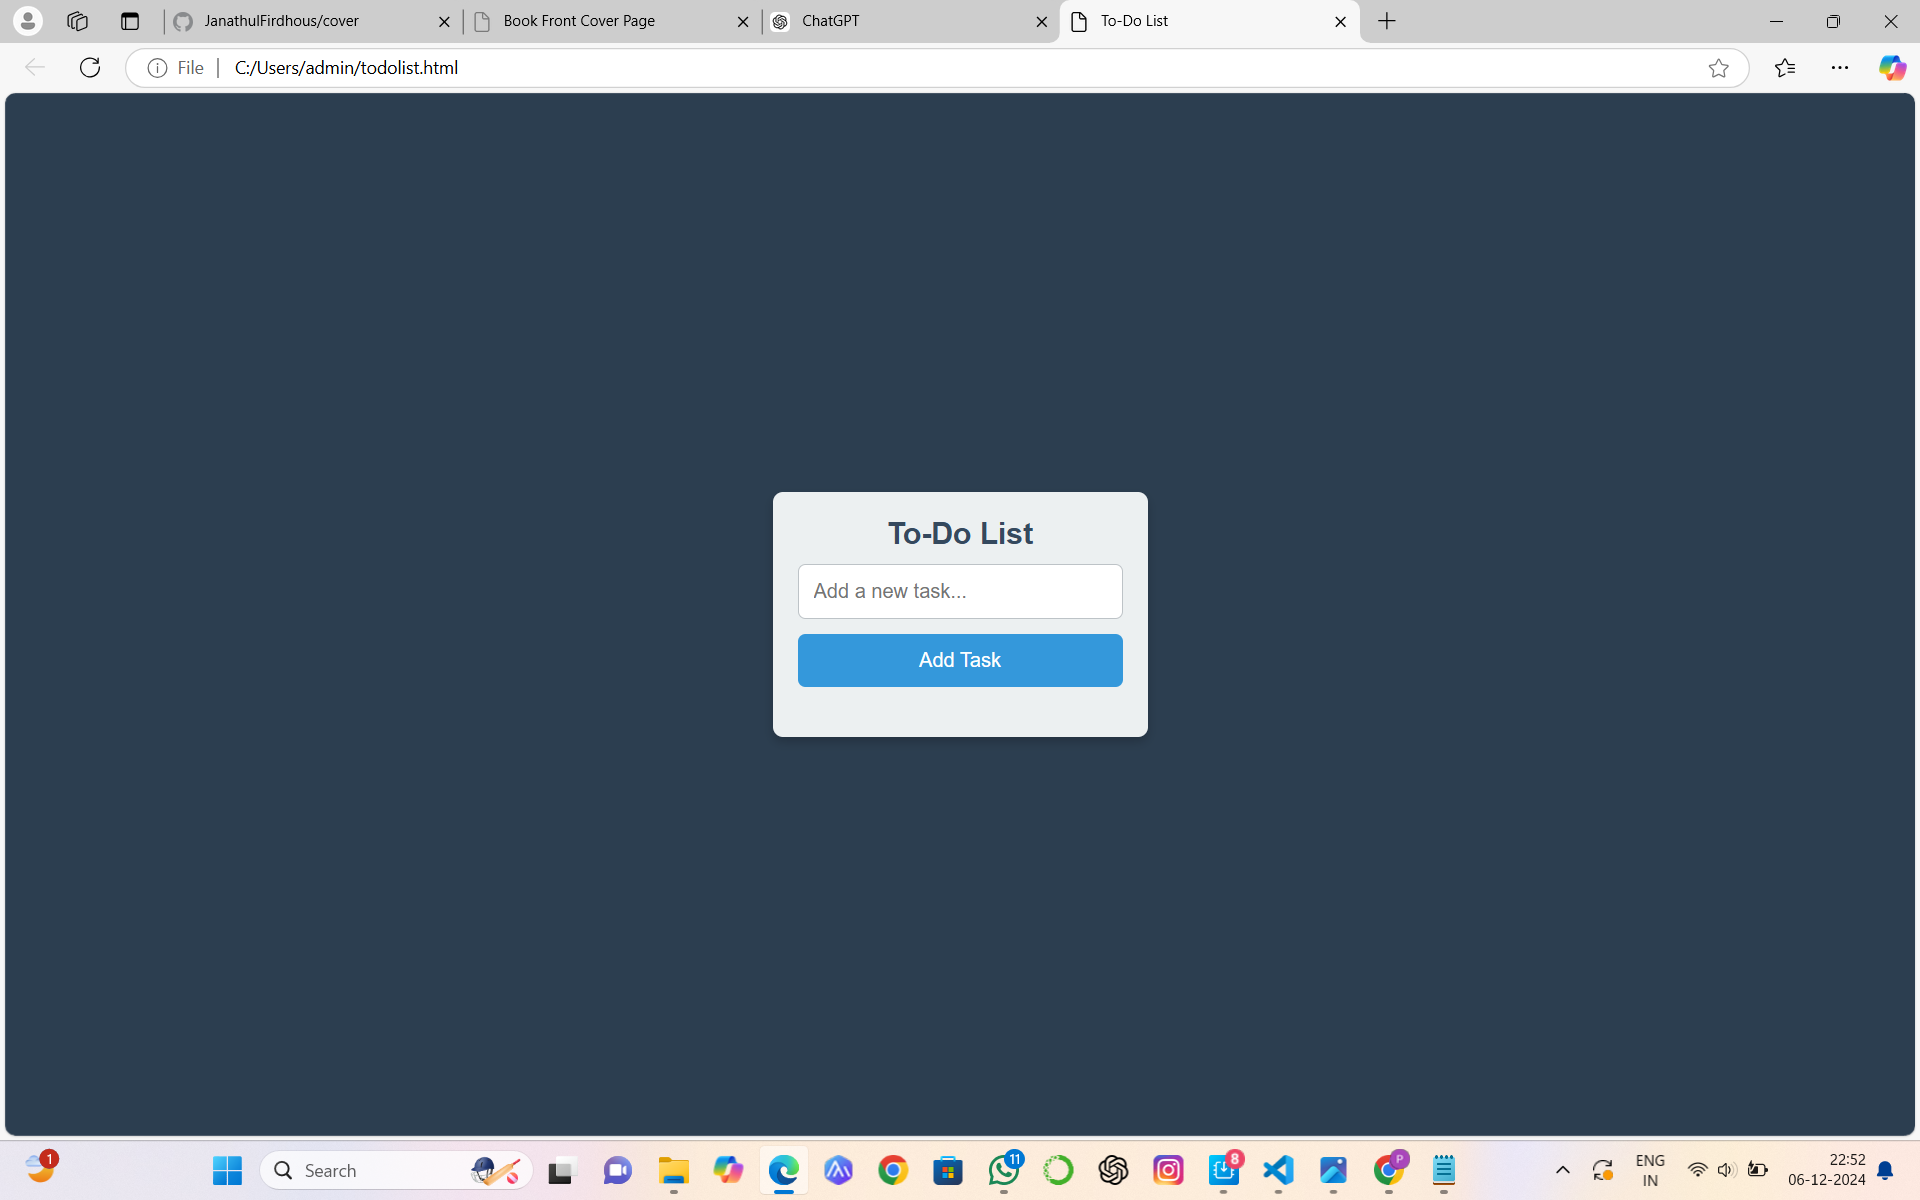 JanathulFirdhous/cover
Book Front Cover Page
ChatGPT
To-Do List
File
C:/Users/admin/todolist.html
To-Do List
Add a new task...
Add Task
1
Search
11
8
P
ENG
IN
22:52
06-12-2024